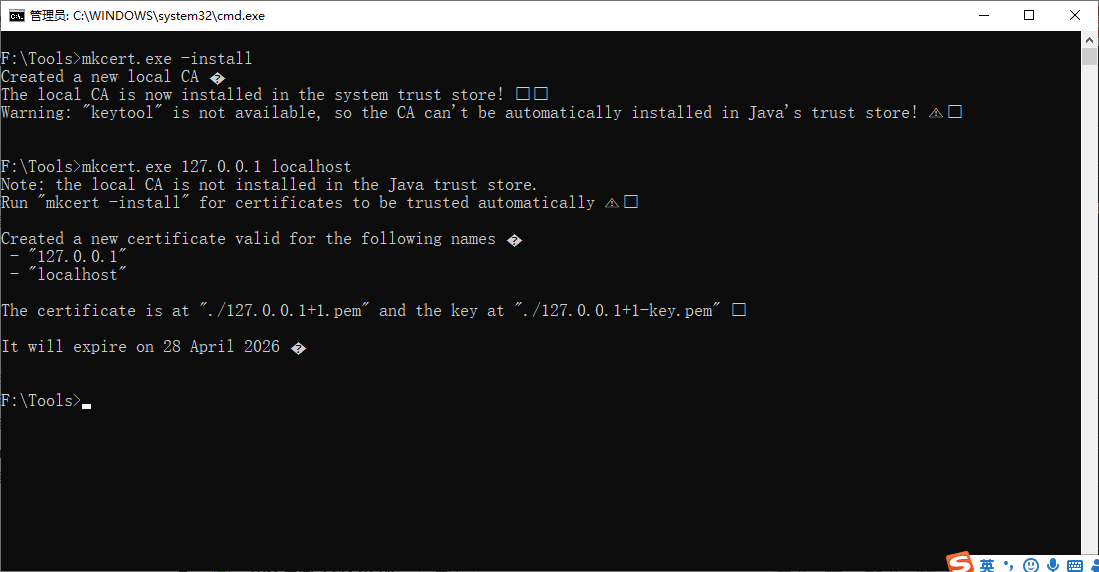 管理员: C:\WINDOWS\system32\cmd.exe
F:\Tools>mkcert.exe -install
Created a new local CA �
The local CA is now installed in the system trust store! □□
Warning: "keytool" is not available, so the CA can't be automatically installed in Java's trust store! ⚠□
F:\Tools>mkcert.exe 127.0.0.1 localhost
Note: the local CA is not installed in the Java trust store.
Run "mkcert -install" for certificates to be trusted automatically ⚠□
Created a new certificate valid for the following names �
- "127.0.0.1"
- "localhost"
The certificate is at "./127.0.0.1+1.pem" and the key at "./127.0.0.1+1-key.pem" □
It will expire on 28 April 2026 �
F:\Tools>
S 英